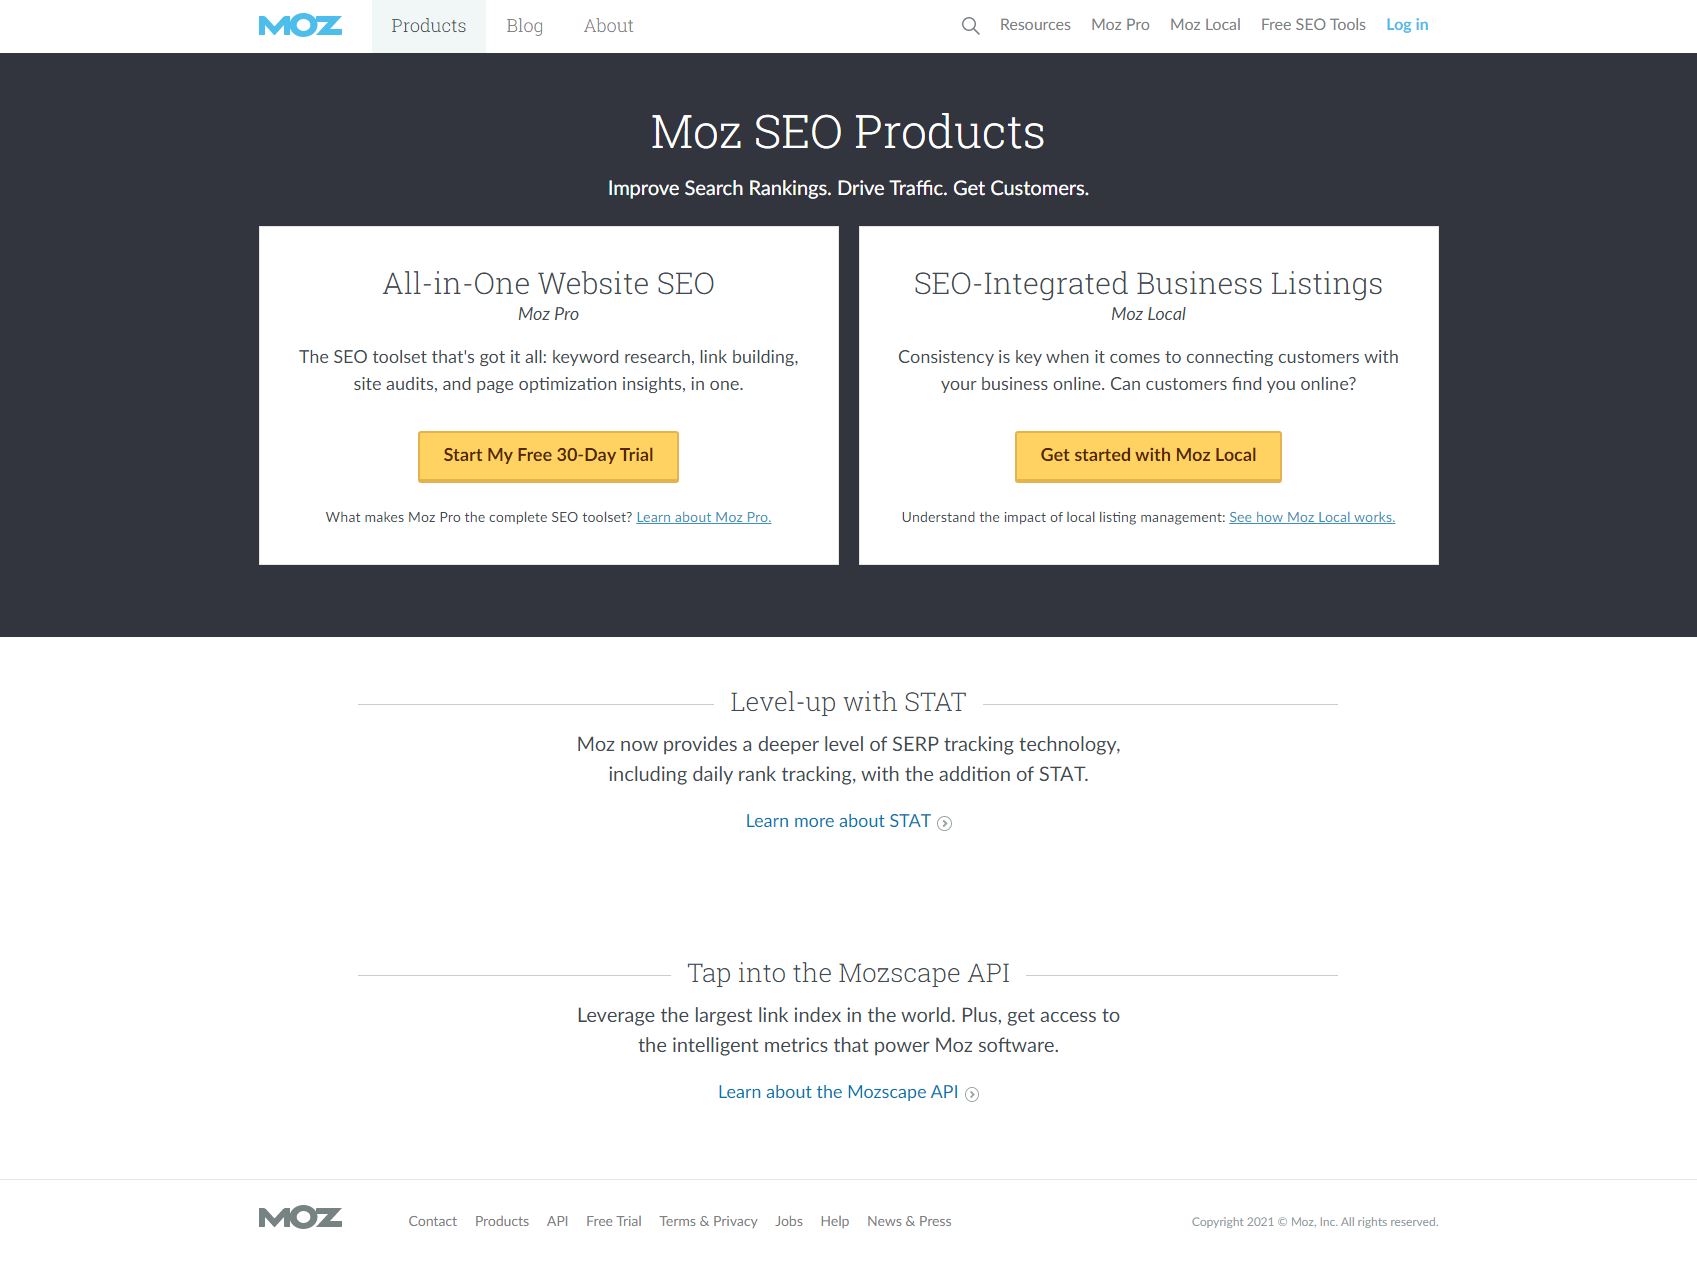 MOZ
Products
Blog
About
Resources
Moz Pro
Moz Local
Free SEO Tools
Log in
Moz SEO Products
Improve Search Rankings. Drive Traffic. Get Customers.
All-in-One Website SEO
Moz Pro
The SEO toolset that's got it all: keyword research, link building,
site audits, and page optimization insights, in one.
Start My Free 30-Day Trial
What makes Moz Pro the complete SEO toolset? Learn about Moz Pro.
SEO-Integrated Business Listings
Moz Local
Consistency is key when it comes to connecting customers with
your business online. Can customers find you online?
Get started with Moz Local
Understand the impact of local listing management: See how Moz Local works.
Level-up with STAT
Moz now provides a deeper level of SERP tracking technology,
including daily rank tracking, with the addition of STAT.
Learn more about STAT
Tap into the Mozscape API
Leverage the largest link index in the world. Plus, get access to
the intelligent metrics that power Moz software.
Learn about the Mozscape API
MOZ
Contact
Products
API
Free Trial
Terms & Privacy
Jobs
Help
News & Press
Copyright 2021 © Moz, Inc. All rights reserved.